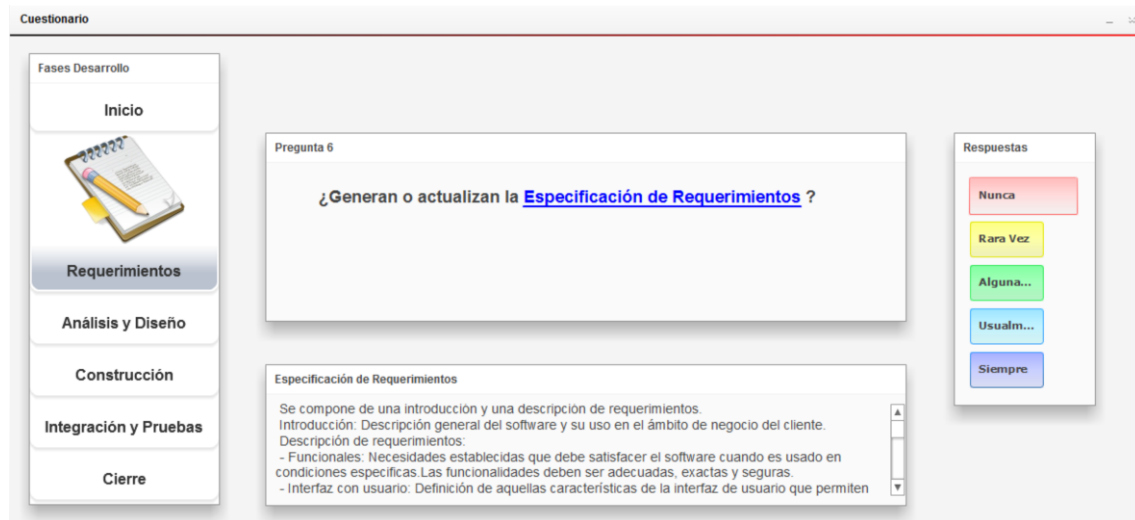 Cuestionario
Fases Desarrollo
Inicio
Requerimientos
Análisis y Diseño
Construcción
Integración y Pruebas
Cierre
Pregunta 6
¿Generan o actualizan la Especificación de Requerimientos ?
Especificación de Requerimientos
Se compone de una introducción y una descripción de requerimientos.
Introducción: Descripción general del software y su uso en el ámbito de negocio del cliente.
Descripción de requerimientos:
- Funcionales: Necesidades establecidas que debe satisfacer el software cuando es usado en
condiciones especificas.Las funcionalidades deben ser adecuadas, exactas y seguras.
- Interfaz con usuario: Definición de aquellas características de la interfaz de usuario que permiten
Respuestas
Nunca
Rara Vez
Alguna...
Usualm...
Siempre